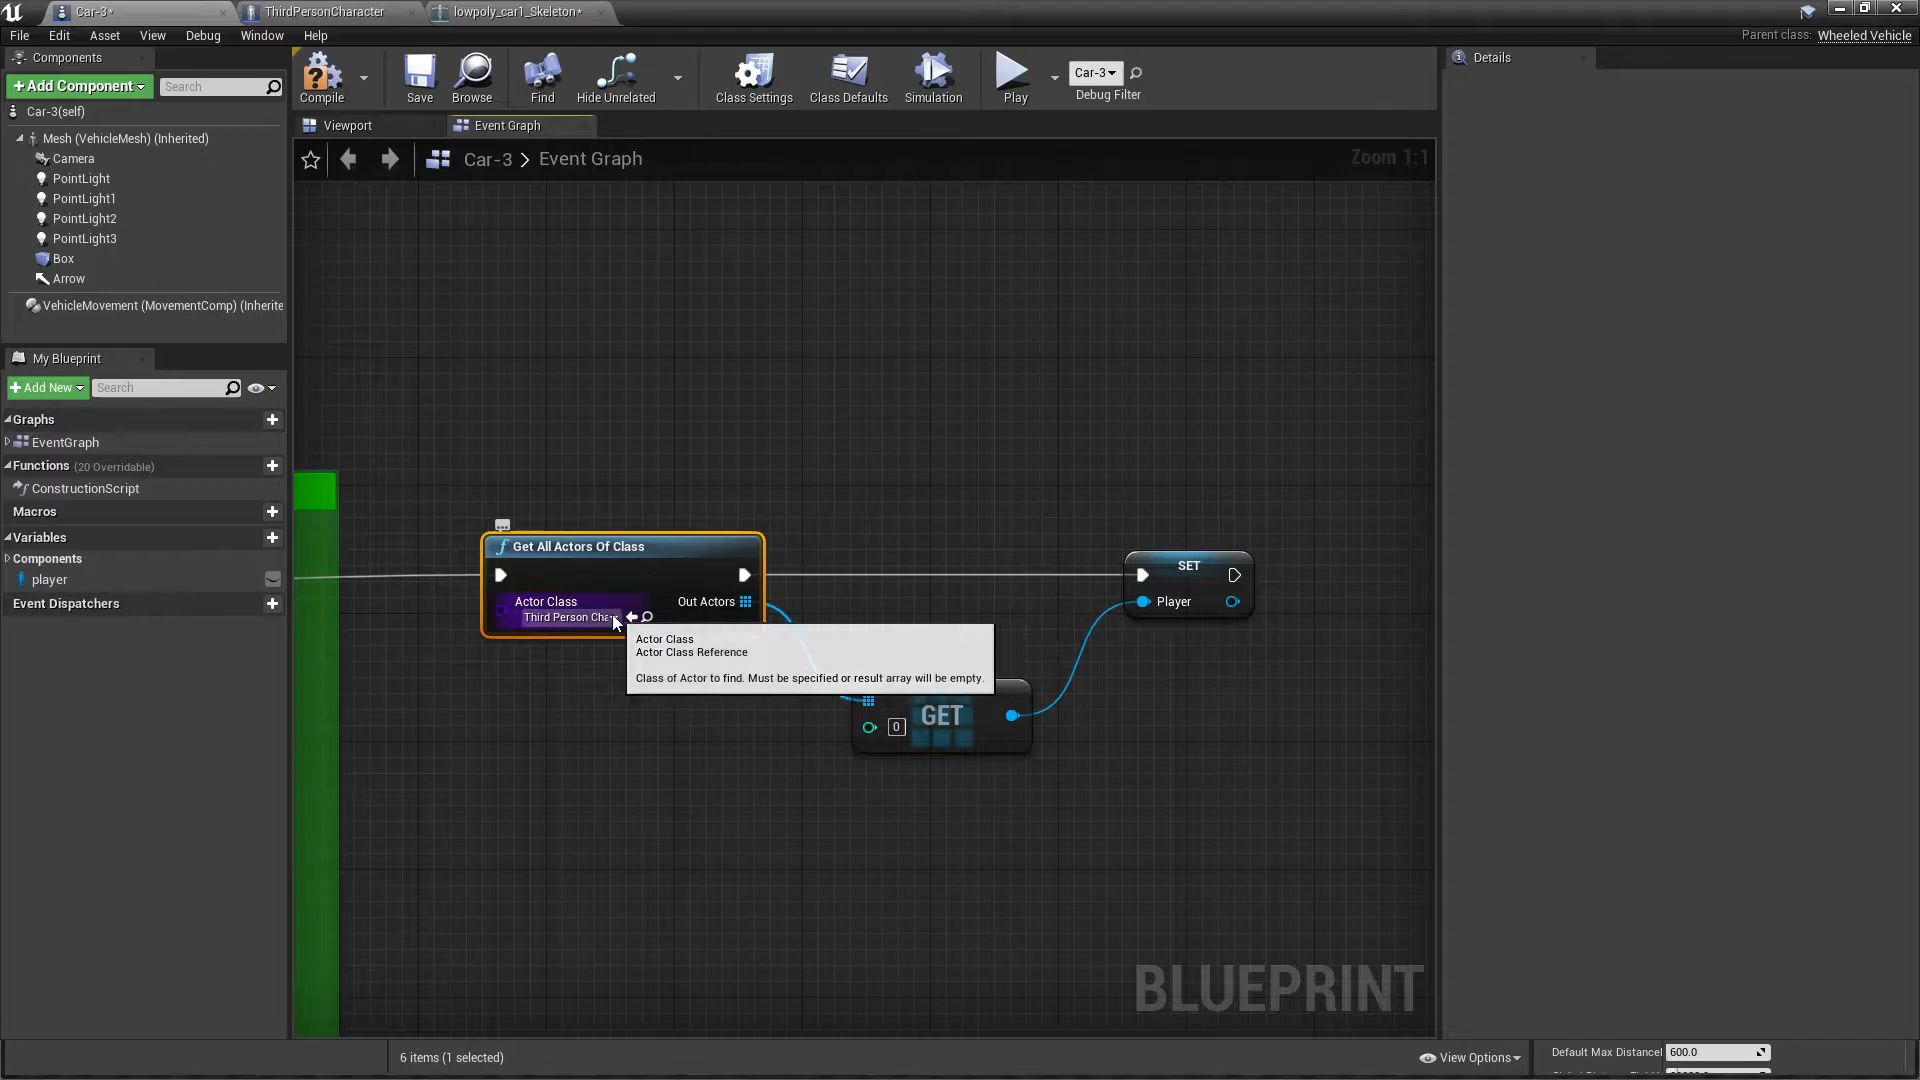 Car-3*
ThirdPersonCharacter
lowpoly_car1_Skeleton*
File
Edit
Asset
View
Debug
Window
Help
Parent class: Wheeled Vehicle
Components
+Add Component
Search
Car-3(self)
Mesh (VehicleMesh) (Inherited)
Camera
PointLight
PointLight1
PointLight2
PointLight3
Box
Arrow
VehicleMovement (MovementComp) (Inherite
My Blueprint
+Add New
Search
Graphs
EventGraph
Functions (20 Overridable)
ConstructionScript
Macros
Variables
Components
player
Event Dispatchers
Compile
Save
Browse
Find
Hide Unrelated
Class Settings
Class Defaults
Simulation
Play
Car-3
Debug Filter
Viewport
Event Graph
Car-3 > Event Graph
Zoom 1:1
Get All Actors Of Class
Actor Class
Third Person Cha
Out Actors
Actor Class
Actor Class Reference
Class of Actor to find. Must be specified or result array will be empty.
0
GET
SET
Player
BLUEPRINT
6 items (1 selected)
View Options
Details
Default Max Distance
600.0